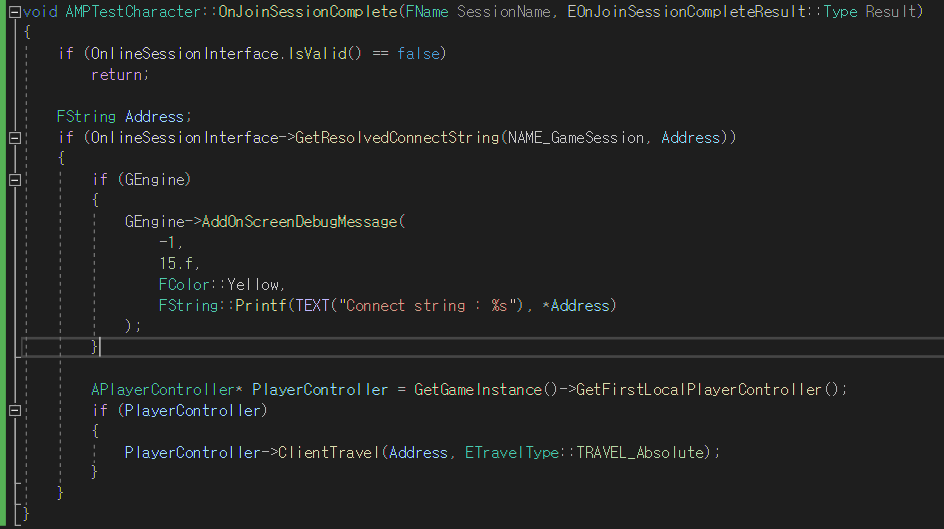 void AMPTestCharacter::OnJoinSessionComplete(FName SessionName, EOnJoinSessionCompleteResult::Type Result)
{
    if (OnlineSessionInterface.IsValid() == false)
        return;
    FString Address;
    if (OnlineSessionInterface->GetResolvedConnectString(NAME_GameSession, Address))
    {
        if (GEngine)
        {
            GEngine->AddOnScreenDebugMessage(
                -1,
                15.f,
                FColor::Yellow,
                FString::Printf(TEXT("Connect string : %s"), *Address)
            );
        }
        APlayerController* PlayerController = GetGameInstance()->GetFirstLocalPlayerController();
        if (PlayerController)
        {
            PlayerController->ClientTravel(Address, ETravelType::TRAVEL_Absolute);
        }
    }
}